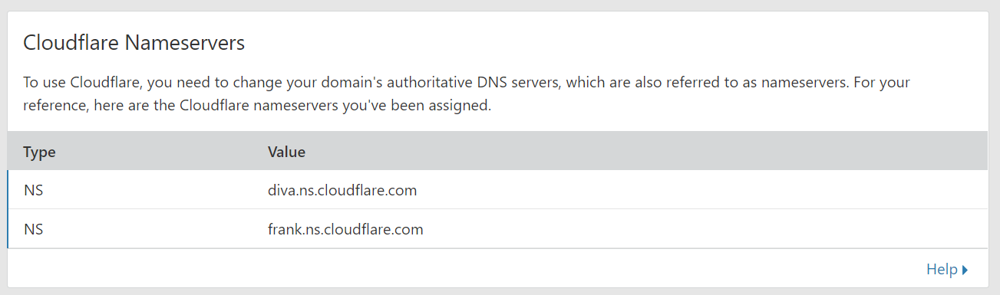 Cloudflare Nameservers
To use Cloudflare, you need to change your domain's authoritative DNS servers, which are also referred to as nameservers. For your
reference, here are the Cloudflare nameservers you've been assigned.
Type Value
NS diva.ns.cloudflare.com
NS frank.ns.cloudflare.com
Help